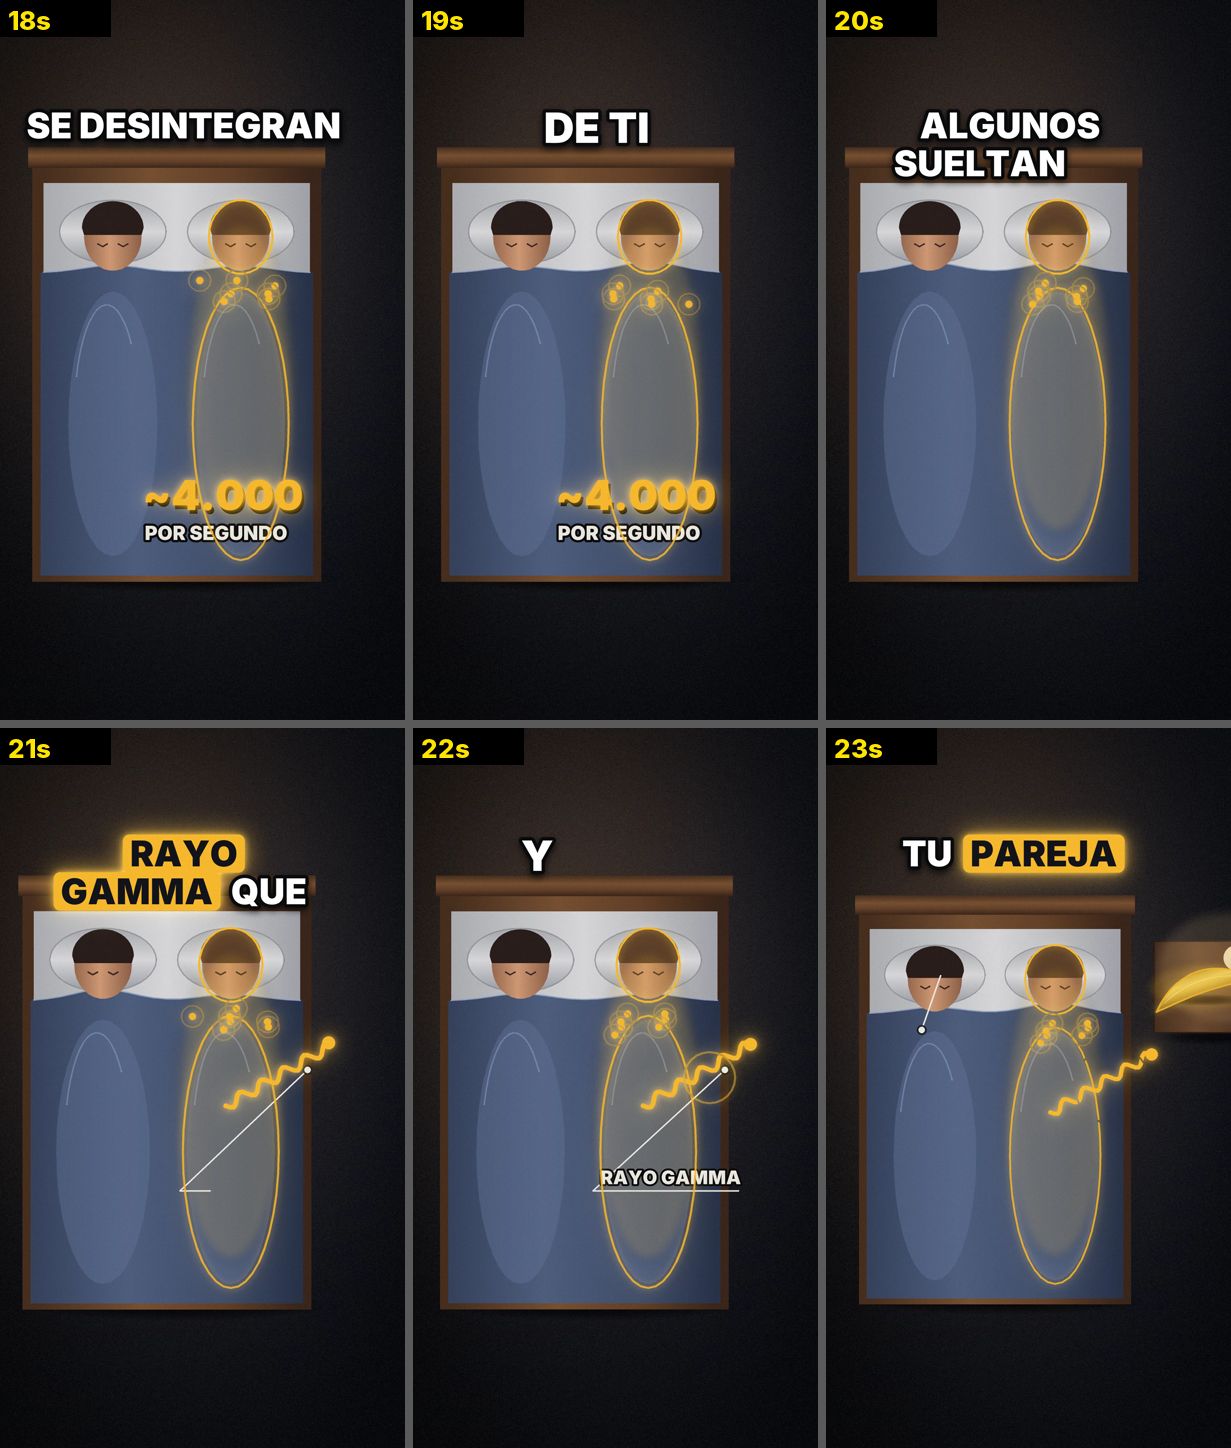 18s
SE DESINTEGRAN
~4.000
POR SEGUNDO
19s
DE TI
~4.000
POR SEGUNDO
20s
ALGUNOS
SUELTAN
21s
RAYO
GAMMA QUE
22s
Y
RAYO GAMMA
23s
TU PAREJA